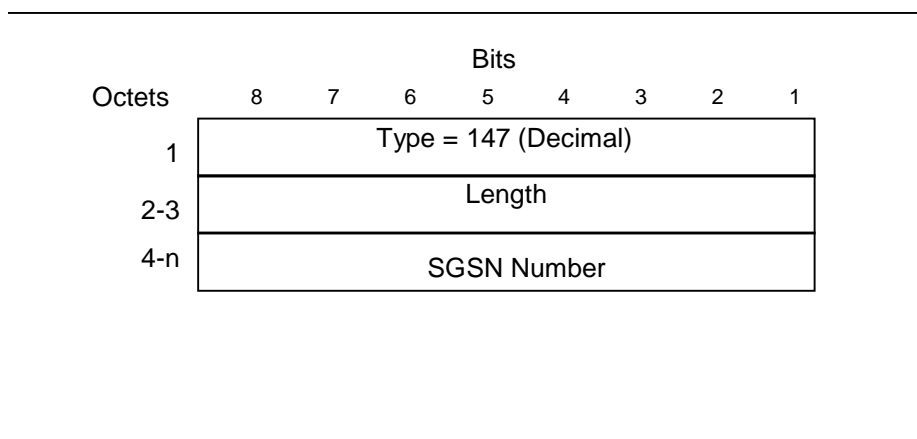 Bits
Octets 8 7 6 5 4 3 2 1
1 Type = 147 (Decimal)
2-3 Length
4-n SGSN Number